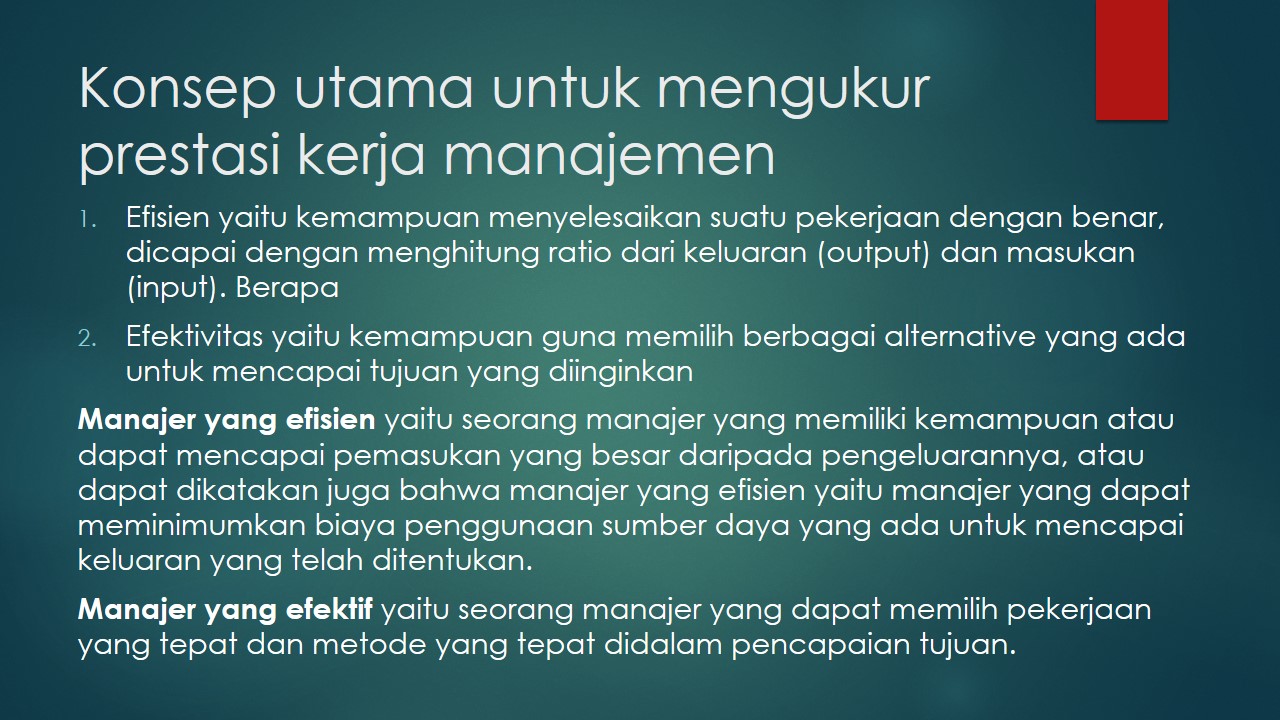 Konsep utama untuk mengukur
prestasi kerja manajemen
1. Efisien yaitu kemampuan menyelesaikan suatu pekerjaan dengan benar,
dicapai dengan menghitung ratio dari keluaran (output) dan masukan
(input). Berapa
2. Efektivitas yaitu kemampuan guna memilih berbagai alternative yang ada
untuk mencapai tujuan yang diinginkan
Manajer yang efisien yaitu seorang manajer yang memiliki kemampuan atau
dapat mencapai pemasukan yang besar daripada pengeluarannya, atau
dapat dikatakan juga bahwa manajer yang efisien yaitu manajer yang dapat
meminimumkan biaya penggunaan sumber daya yang ada untuk mencapai
keluaran yang telah ditentukan.
Manajer yang efektif yaitu seorang manajer yang dapat memilih pekerjaan
yang tepat dan metode yang tepat didalam pencapaian tujuan.